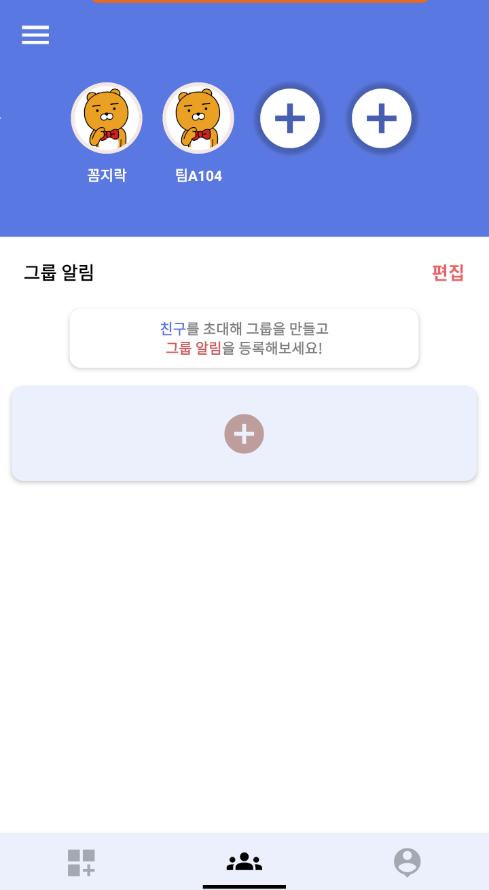 꼼지락
팀A104
그룹 알림
편집
친구를 초대해 그룹을 만들고
그룹 알림을 등록해보세요!